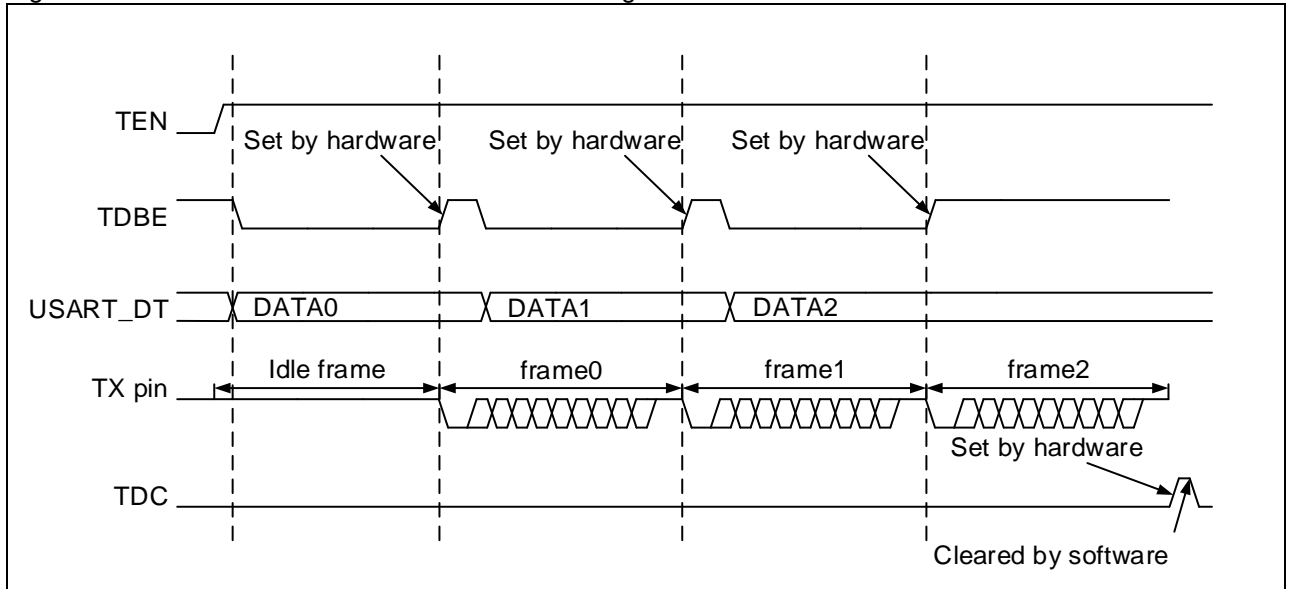 TEN
Set by hardware Set by hardware Set by hardware
TDBE
USART_DT DATA0 DATA1 DATA2
Idle frame frame0 frame1 frame2
TX pin
Set by hardware
TDC
Cleared by software